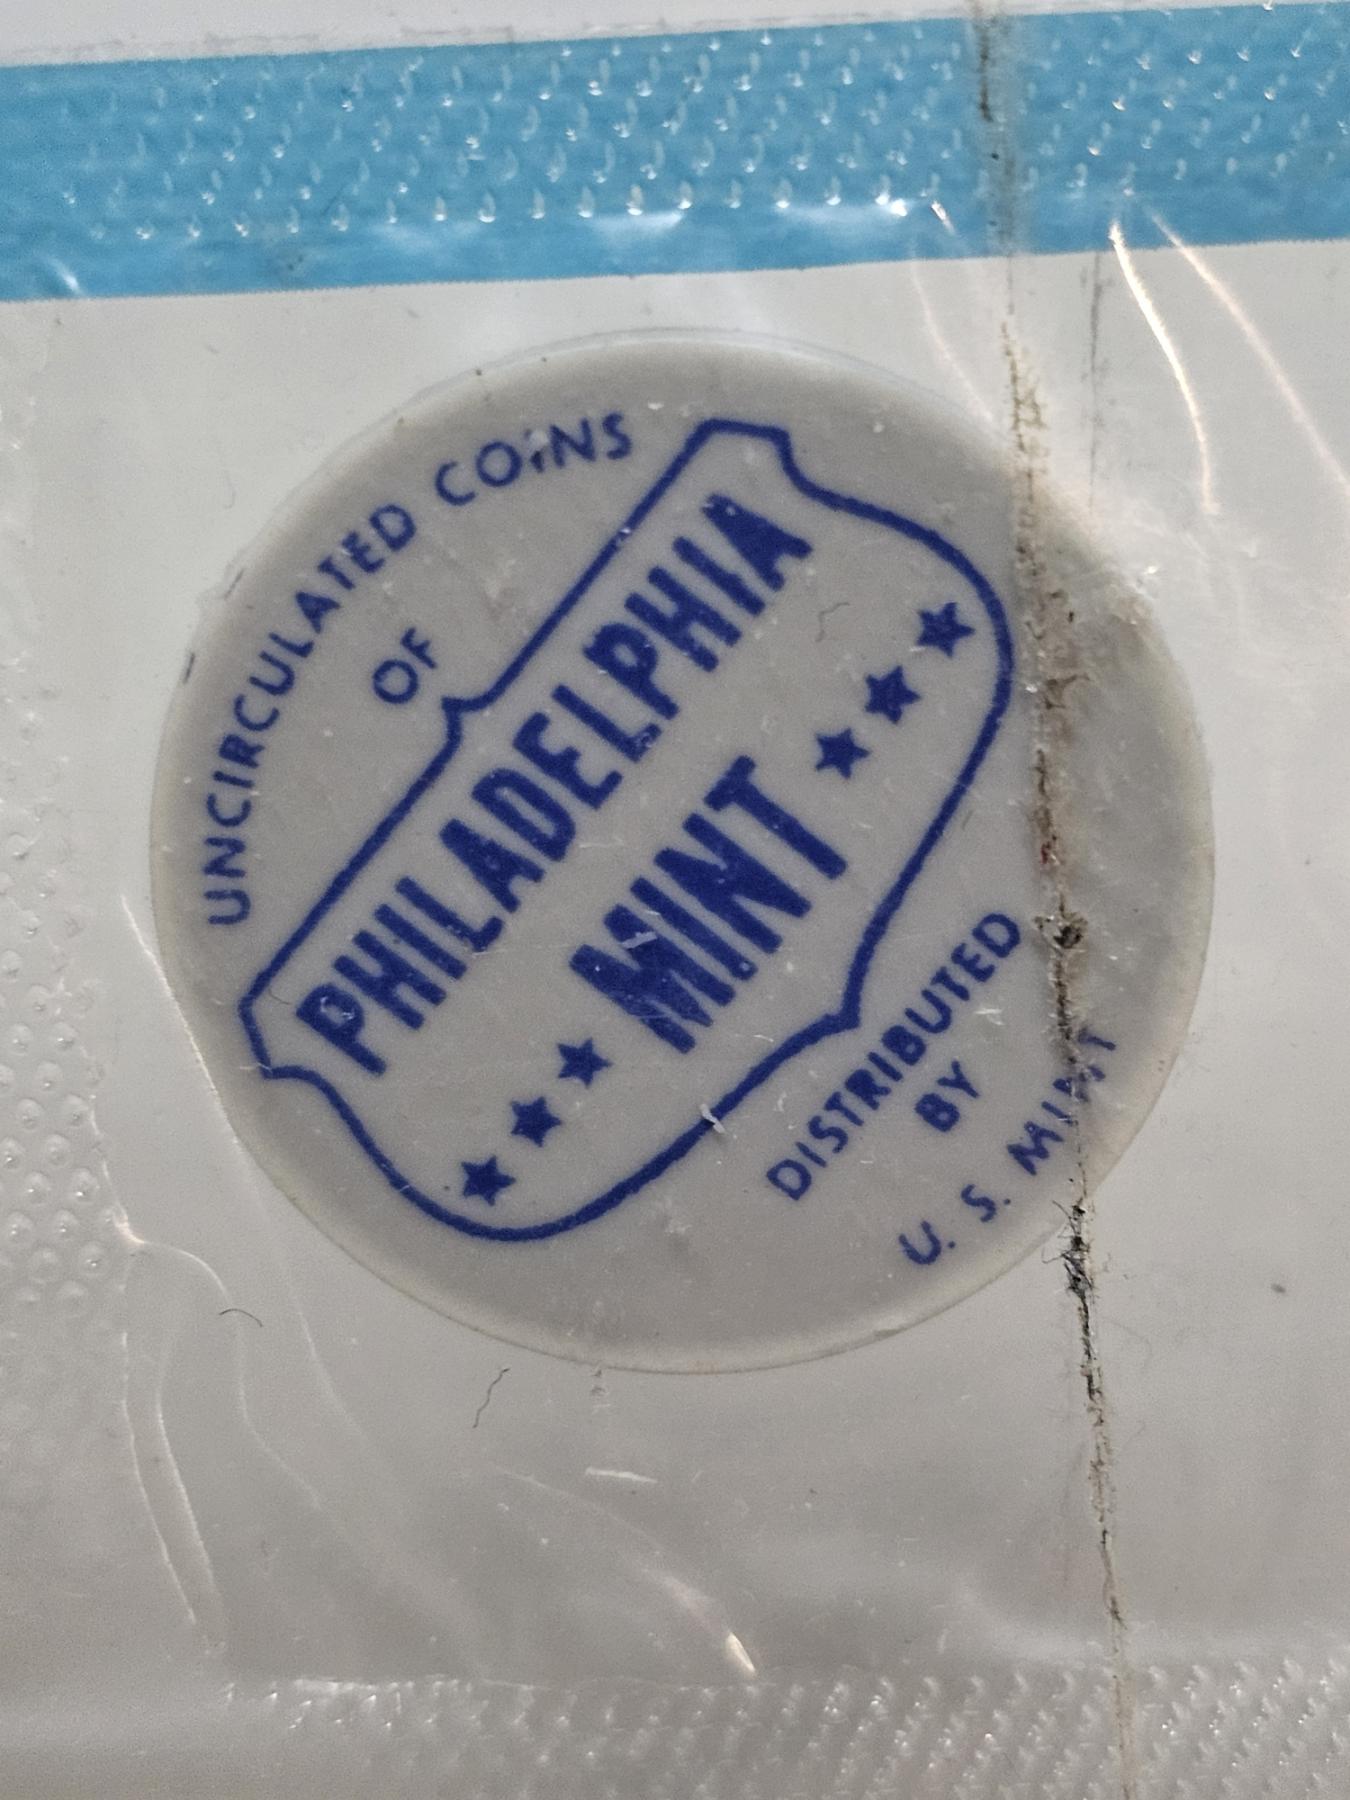 UNCIRCULATED COINS
OF
PHILADELPHIA
MINT
DISTRIBUTED
BY
U. S. MINT